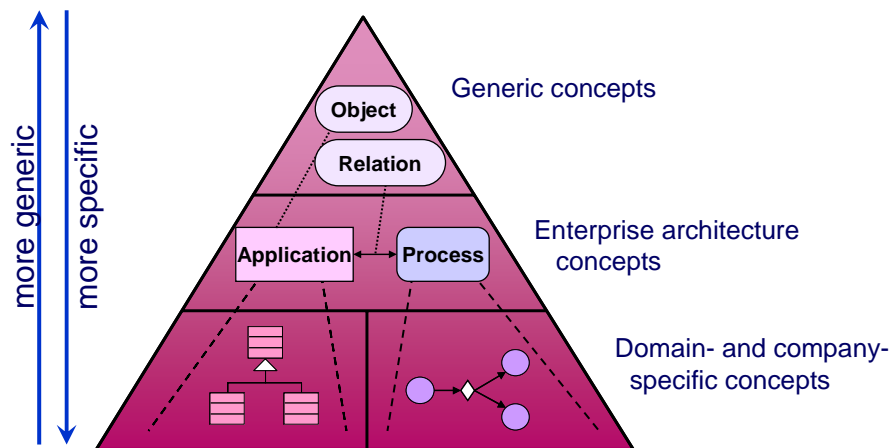 more generic
more specific
Generic concepts
Object
Relation
Enterprise architecture
concepts
Application
Process
Domain- and company-
specific concepts